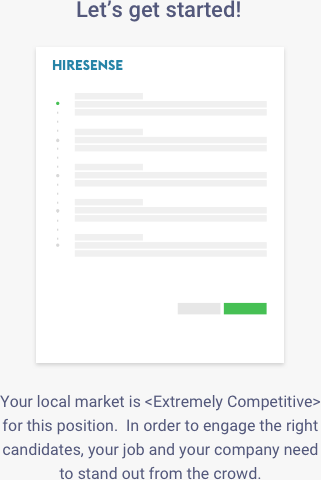 Let’s get started!
HIRESENSE
Your local market is <Extremely Competitive>
for this position.  In order to engage the right
candidates, your job and your company need
to stand out from the crowd.